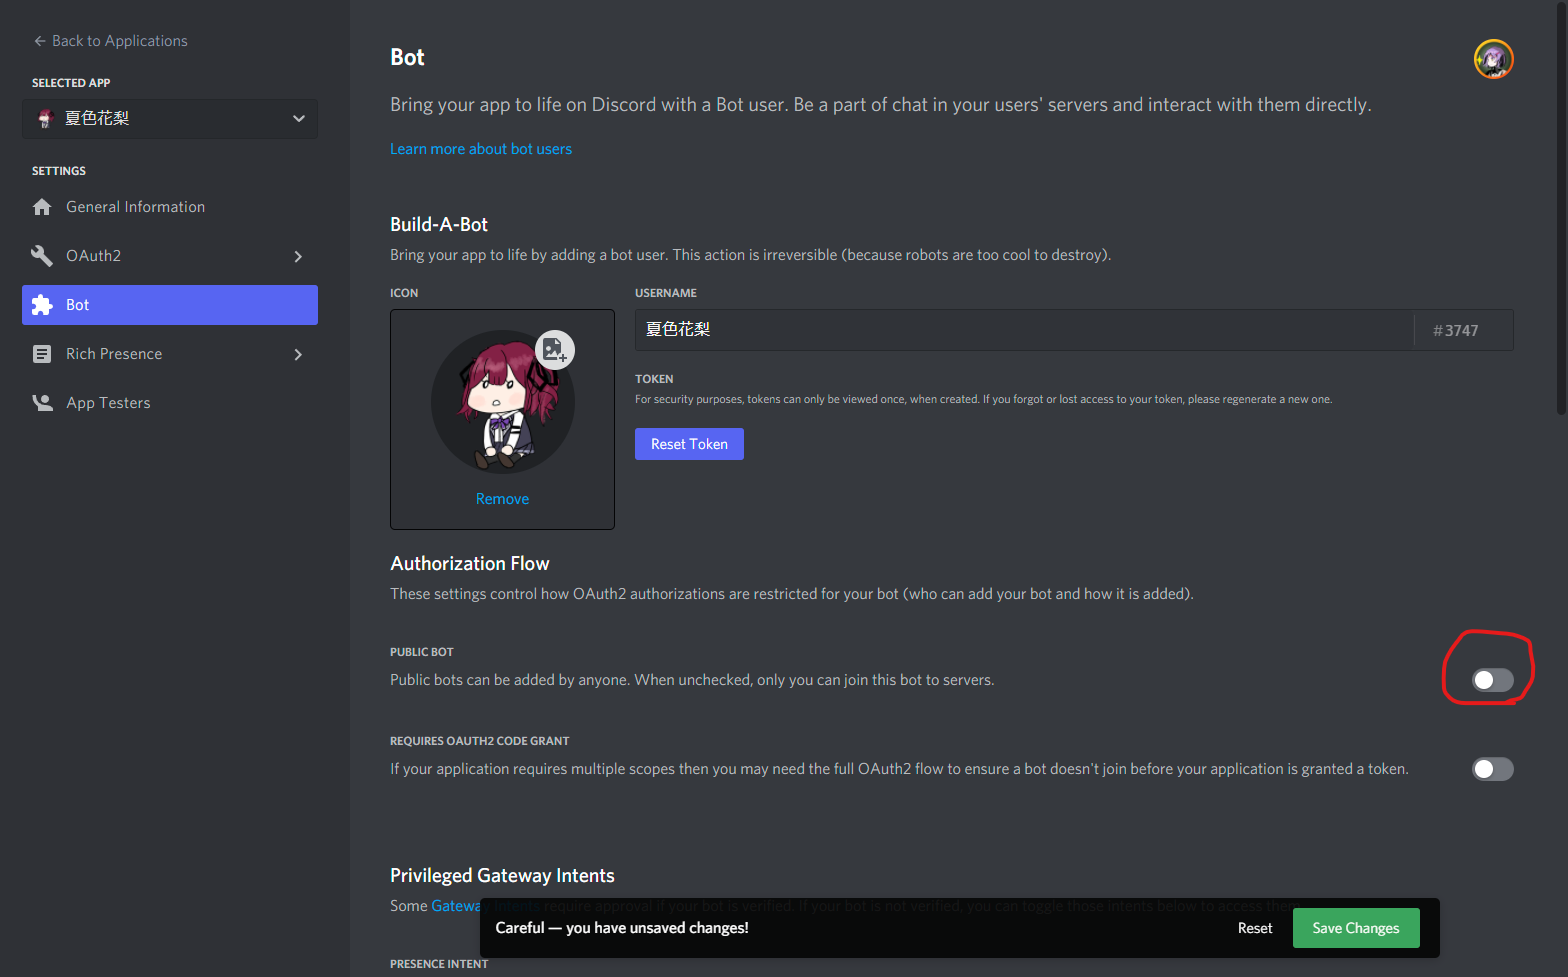 ← Back to Applications
SELECTED APP
夏色花梨
SETTINGS
General Information
OAuth2
Bot
Rich Presence
App Testers
Bot
Bring your app to life on Discord with a Bot user. Be a part of chat in your users' servers and interact with them directly.
Learn more about bot users
Build-A-Bot
Bring your app to life by adding a bot user. This action is irreversible (because robots are too cool to destroy).
ICON
Remove
USERNAME
夏色花梨 #3747
TOKEN
For security purposes, tokens can only be viewed once, when created. If you forgot or lost access to your token, please regenerate a new one.
Reset Token
Authorization Flow
These settings control how OAuth2 authorizations are restricted for your bot (who can add your bot and how it is added).
PUBLIC BOT
Public bots can be added by anyone. When unchecked, only you can join this bot to servers.
REQUIRES OAUTH2 CODE GRANT
If your application requires multiple scopes then you may need the full OAuth2 flow to ensure a bot doesn't join before your application is granted a token.
Privileged Gateway Intents
Some Gateway Intents require approval if your bot is verified. If your bot is not verified, you can toggle those intents below to access them.
Careful — you have unsaved changes! Reset Save Changes
PRESENCE INTENT